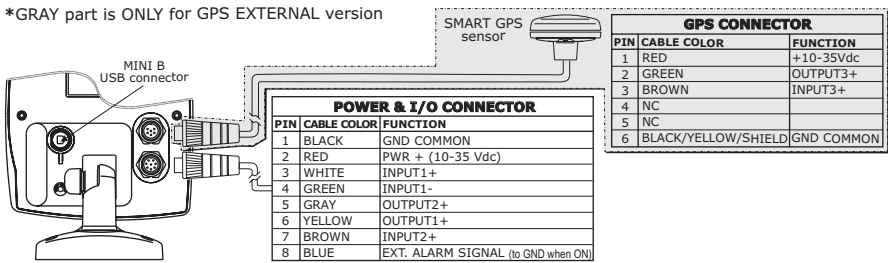 *GRAY part is ONLY for GPS EXTERNAL version
SMART GPS
sensor
MINI B
USB connector
GPS CONNECTOR
PIN CABLE COLOR FUNCTION
1 RED +10-35Vdc
2 GREEN OUTPUT3+
3 BROWN INPUT3+
4 NC
5 NC
6 BLACK/YELLOW/SHIELD GND COMMON
POWER & I/O CONNECTOR
PIN CABLE COLOR FUNCTION
1 BLACK GND COMMON
2 RED PWR + (10-35 Vdc)
3 WHITE INPUT1+
4 GREEN INPUT1-
5 GRAY OUTPUT2+
6 YELLOW OUTPUT1+
7 BROWN INPUT2+
8 BLUE EXT. ALARM SIGNAL (to GND when ON)